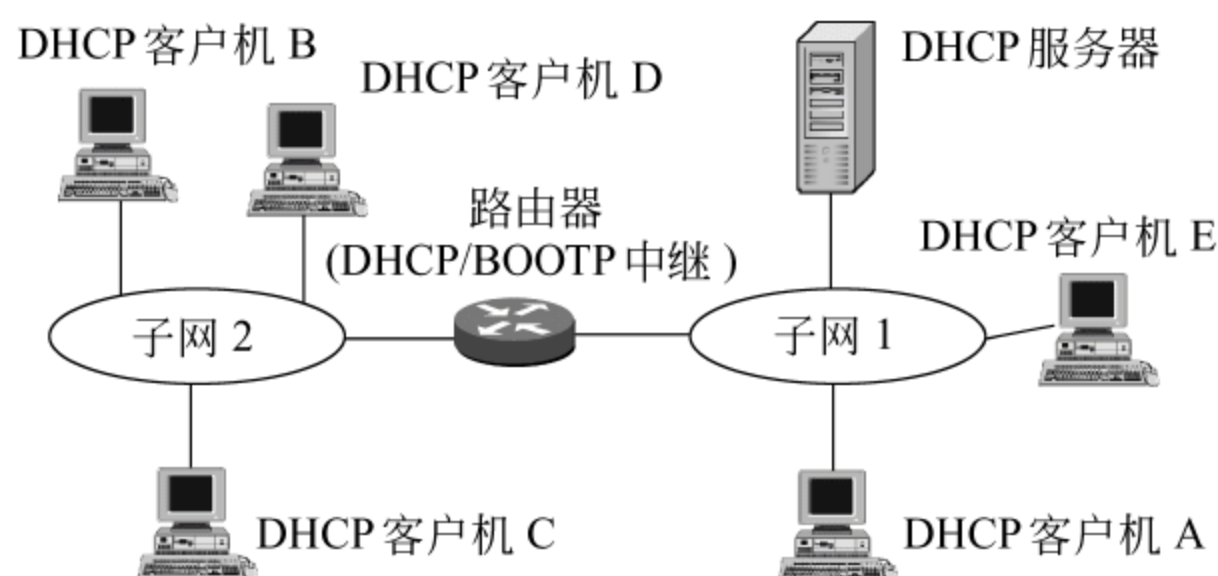 DHCP 客户机 B
DHCP 客户机 D
DHCP 服务器
路由器
(DHCP/BOOTP 中继 )
DHCP 客户机 E
子网 2
子网 1
DHCP 客户机 C
DHCP 客户机 A